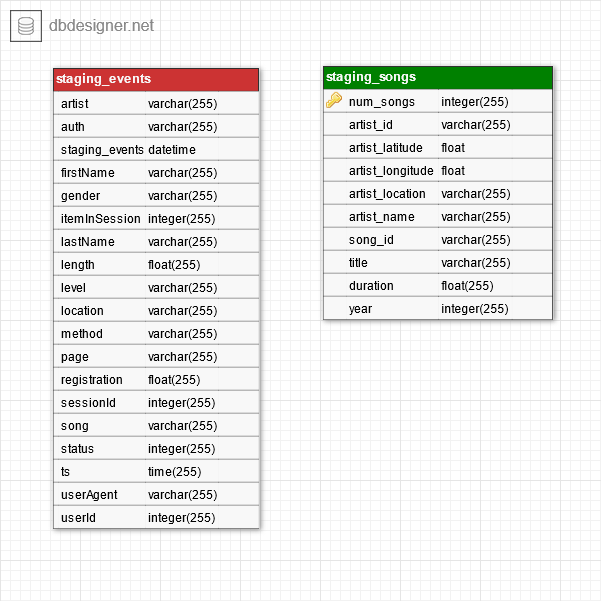 dbdesigner.net
staging_events
artist varchar(255)
auth varchar(255)
staging_events datetime
firstName varchar(255)
gender varchar(255)
itemInSession integer(255)
lastName varchar(255)
length float(255)
level varchar(255)
location varchar(255)
method varchar(255)
page varchar(255)
registration float(255)
sessionId integer(255)
song varchar(255)
status integer(255)
ts time(255)
userAgent varchar(255)
userId integer(255)
staging_songs
num_songs integer(255)
artist_id varchar(255)
artist_latitude float
artist_longitude float
artist_location varchar(255)
artist_name varchar(255)
song_id varchar(255)
title varchar(255)
duration float(255)
year integer(255)